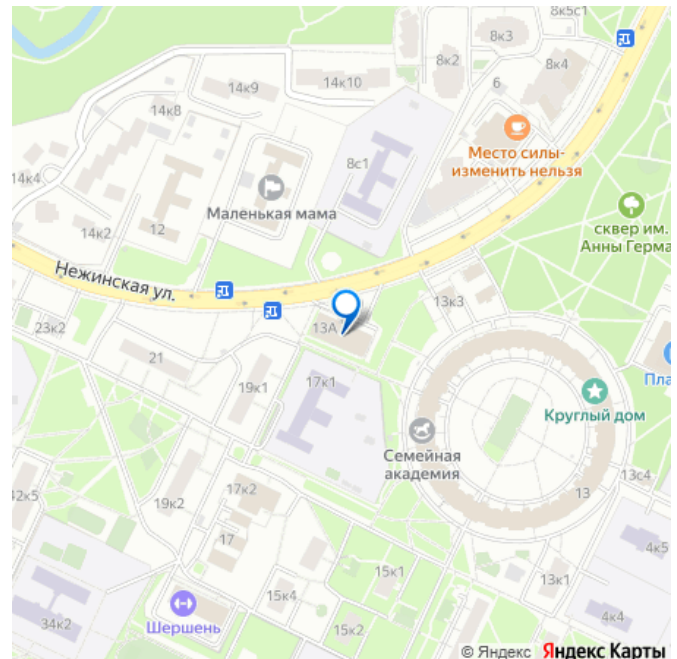 8к5с1
8к3
8к2
8к4
14к9
14к10
6
14к8
Место силы-
изменить нельзя
8с1
14к4
Маленькая мама
сквер им.
Анны Герма
12
14к2
Нежинская ул.
13к3
23к2
13А
21
17к1
Пла
19к1
Круглый дом
Семейная
академия
13с4
42к5
17к2
13
19к2
17
4к5
15к1
13к1
15к4
4к4
Шершень
34к2
15к2
© Яндекс Яндекс Карты